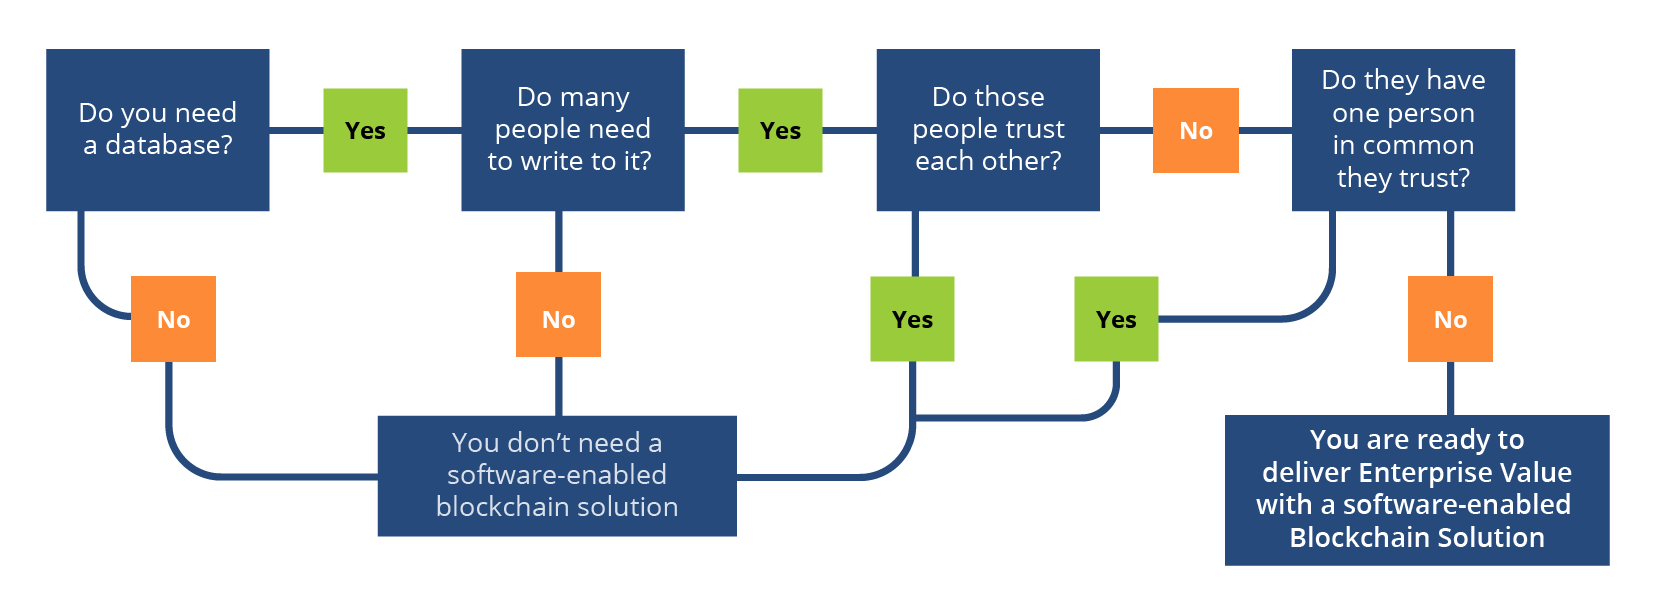 Do you need
a database?
Yes
Do many
people need
to write to it?
Yes
Do those
people trust
each other?
No
Do they have
one person
in common
they trust?
No
No
Yes
Yes
No
You don’t need a
software-enabled
blockchain solution
You are ready to
deliver Enterprise Value
with a software-enabled
Blockchain Solution